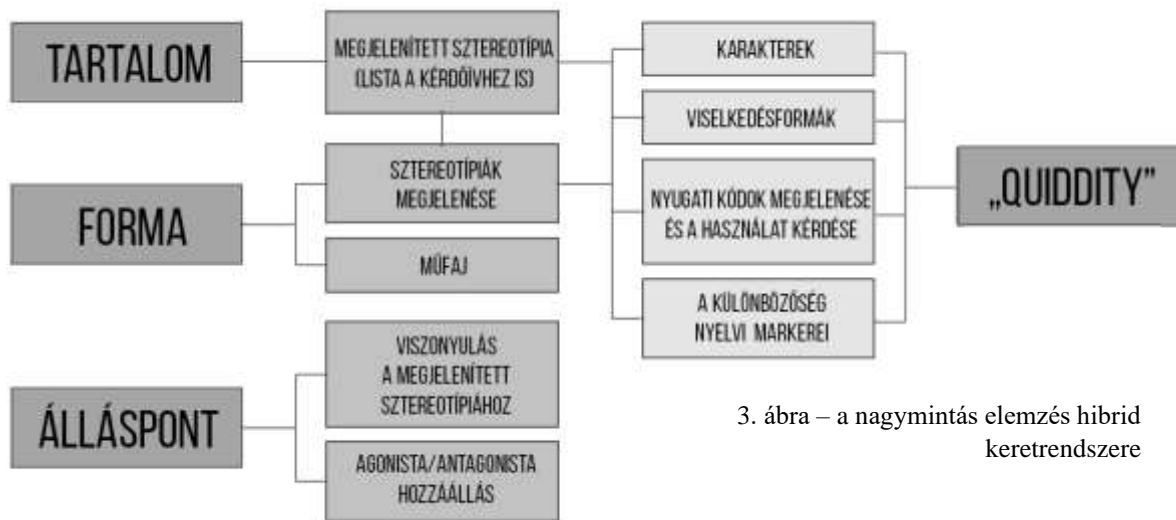 TARTALOM
MEGJELENÍTETT SZTEREOTÍPIA
(LISTA A KÉRDŐÍVHEZ IS)
KARAKTEREK
VISELKEDÉSFORMÁK
FORMA
SZTEREOTÍPIÁK
MEGJELENÉSE
NYUGATI KÓDOK MEGJELENÉSE
ÉS A HASZNÁLAT KÉRDÉSE
„QUIDDITY”
MŰFAJ
A KÜLÖNBÖZŐSÉG
NYELVI MARKEREI
ÁLLÁSPONT
VISZONYULÁS
A MEGJELENÍTETT
SZTEREOTÍPIÁHOZ
AGONISTA/ANTAGONISTA
HOZZÁÁLLÁS
3. ábra – a nagymintás elemzés hibrid
keretrendszere